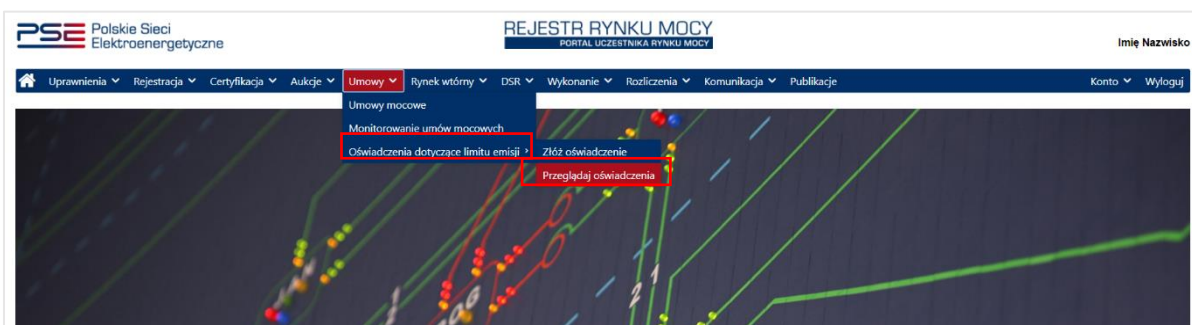 PSE Polskie Sieci
Elektroenergetyczne
REJESTR RYNKU MOCY
PORTAL UCZESTNIKA RYNKU MOCY
Imię Nazwisko
Uprawnienia Rejestracja Certyfikacja Aukcje Umowy Rynek wtórny DSR Wykonanie Rozliczenia Komunikacja Publikacje Konto Wyloguj
Umowy mocowe
Monitorowanie umów mocowych
Oświadczenia dotyczące limitu emisji Złóż oświadczenie
Przeglądaj oświadczenia